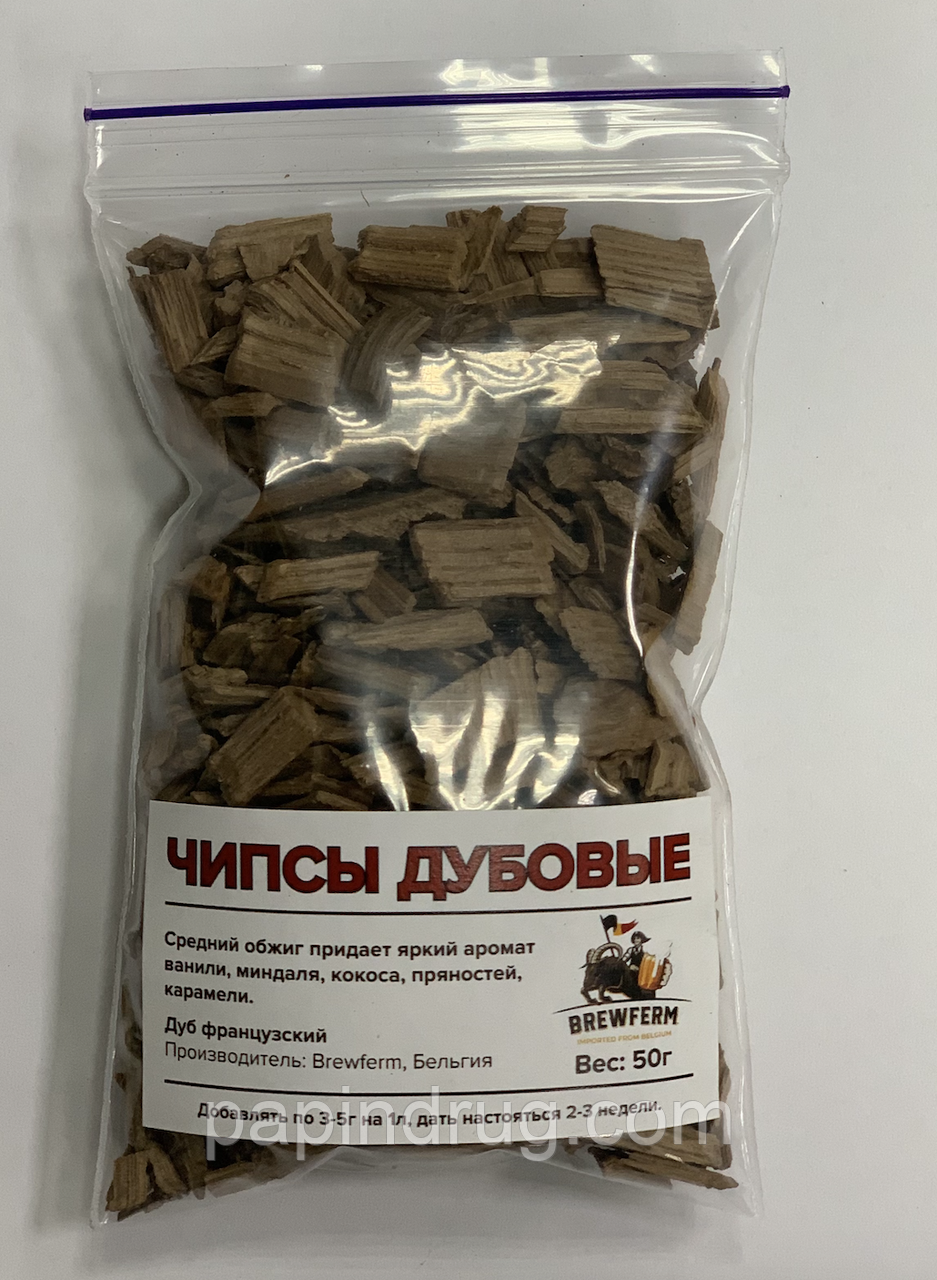 ЧИПСЫ ДУБОВЫЕ
Средний обжиг придает яркий аромат
ванили, миндаля, кокоса, пряностей,
карамели.
Дуб французский
Производитель: Brewferm, Бельгия
BREWFERM
IMPORTED FROM BELGIUM
Вес: 50г
Добавлять по 3-5г на 1л, дать настояться 2-3 недели.
papindrug.com